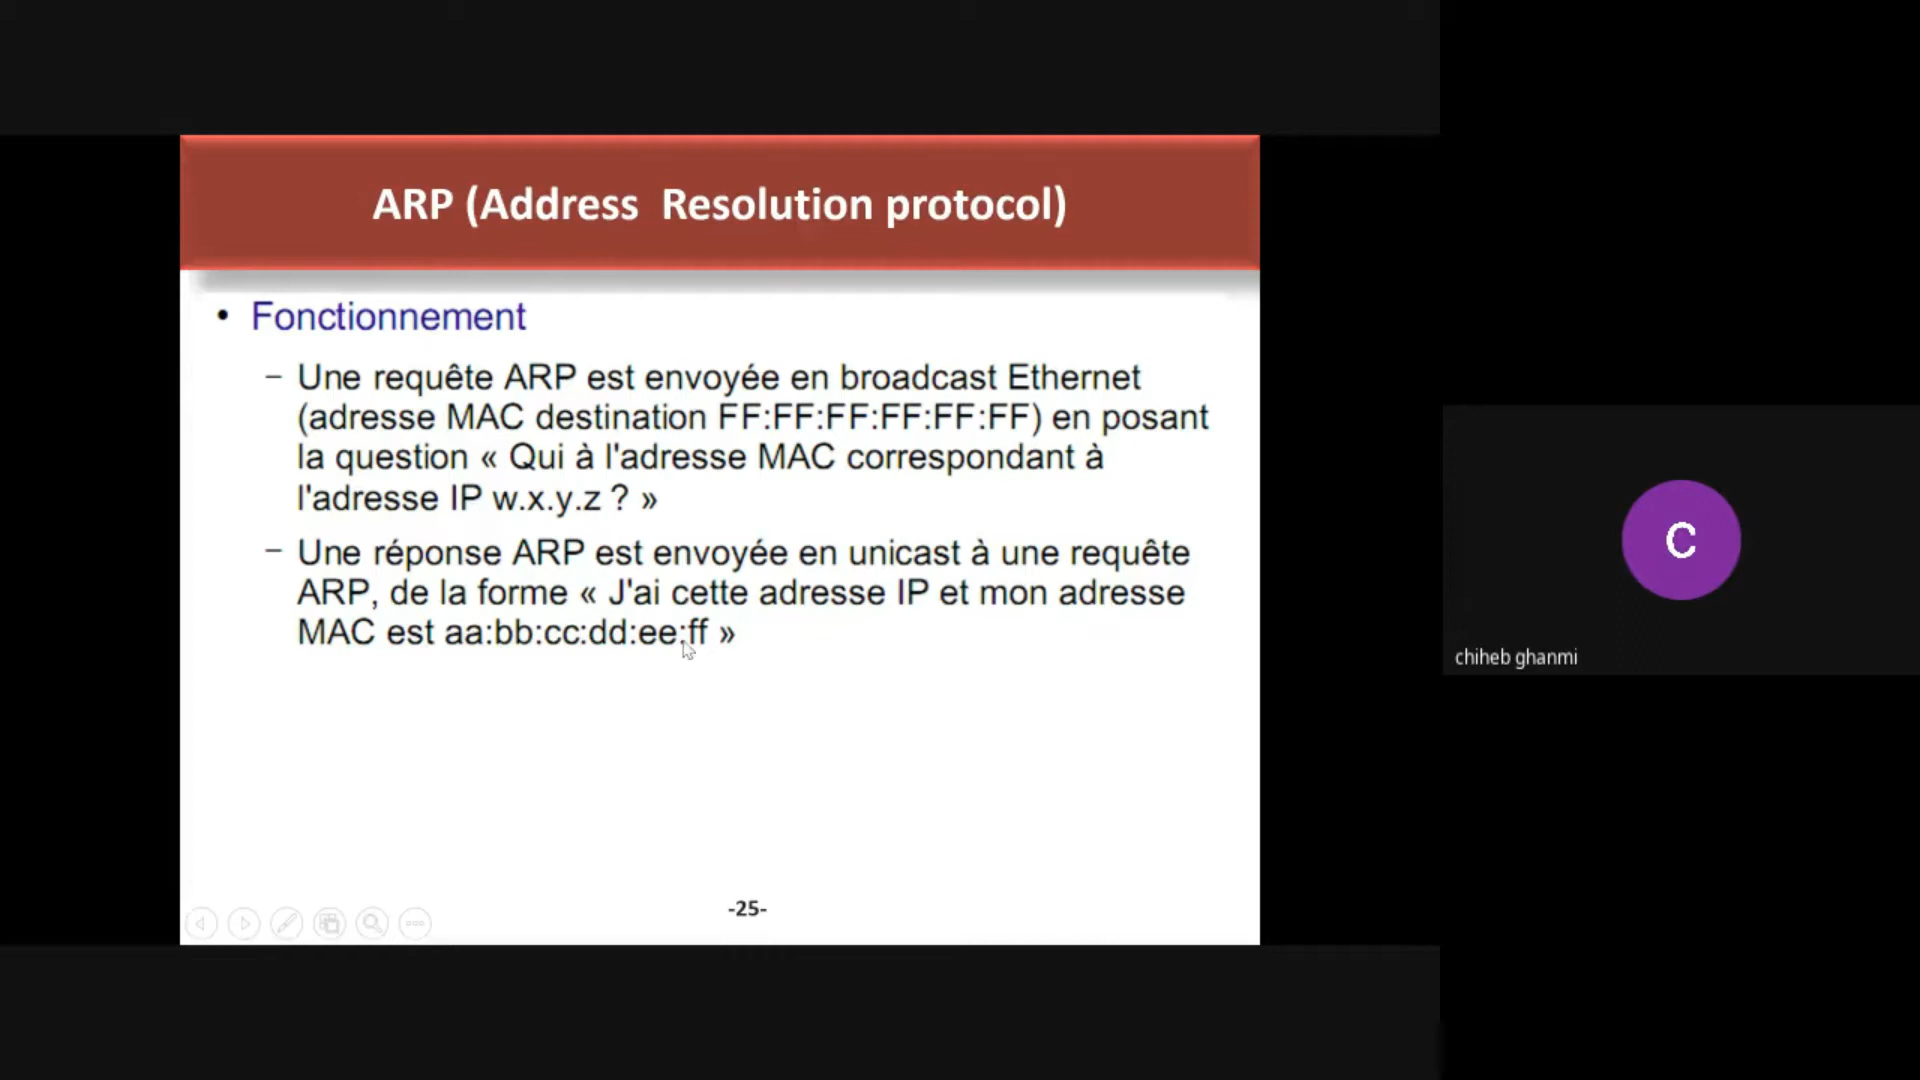 ARP (Address Resolution protocol)
• Fonctionnement
– Une requête ARP est envoyée en broadcast Ethernet
(adresse MAC destination FF:FF:FF:FF:FF:FF) en posant
la question « Qui à l'adresse MAC correspondant à
l'adresse IP w.x.y.z ? »
– Une réponse ARP est envoyée en unicast à une requête
ARP, de la forme « J'ai cette adresse IP et mon adresse
MAC est aa:bb:cc:dd:ee:ff »
-25-
C
chiheb ghanmi